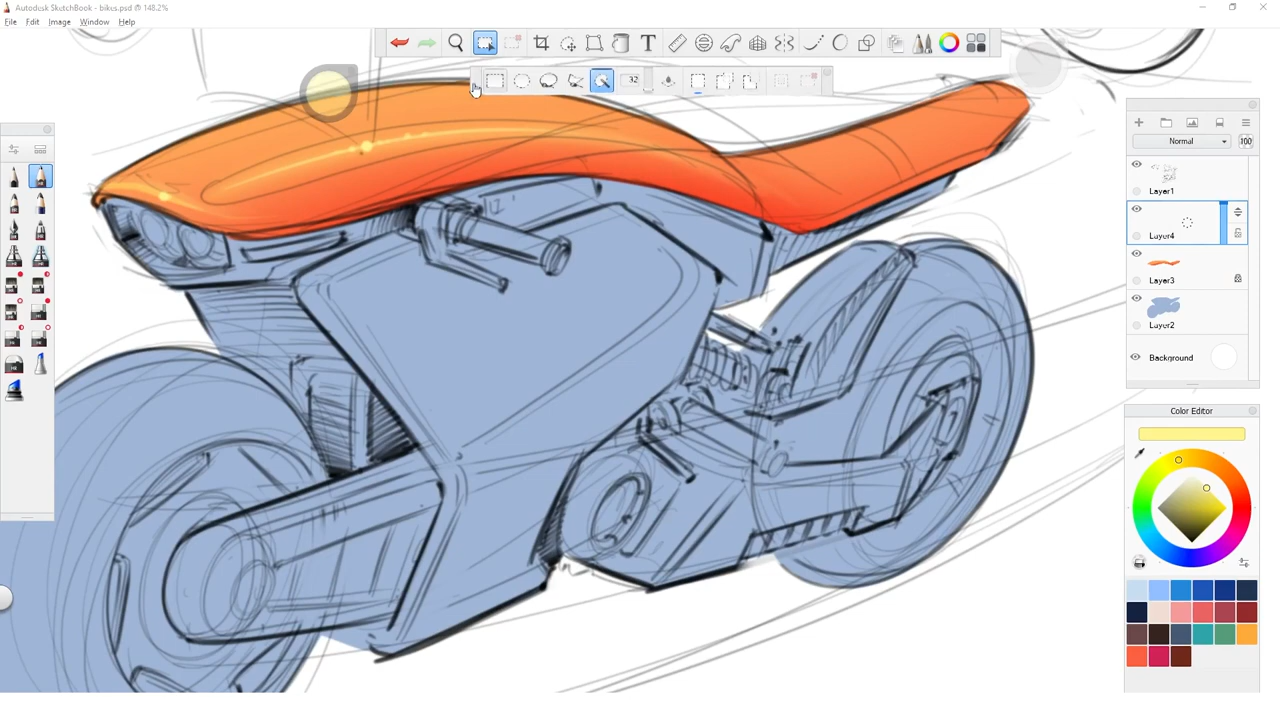 Autodesk SketchBook - bikes.psd @ 148.2%
File Edit Image Window Help
T
32
Normal 100
Layer1
Layer4
Layer3
Layer2
Background
Color Editor